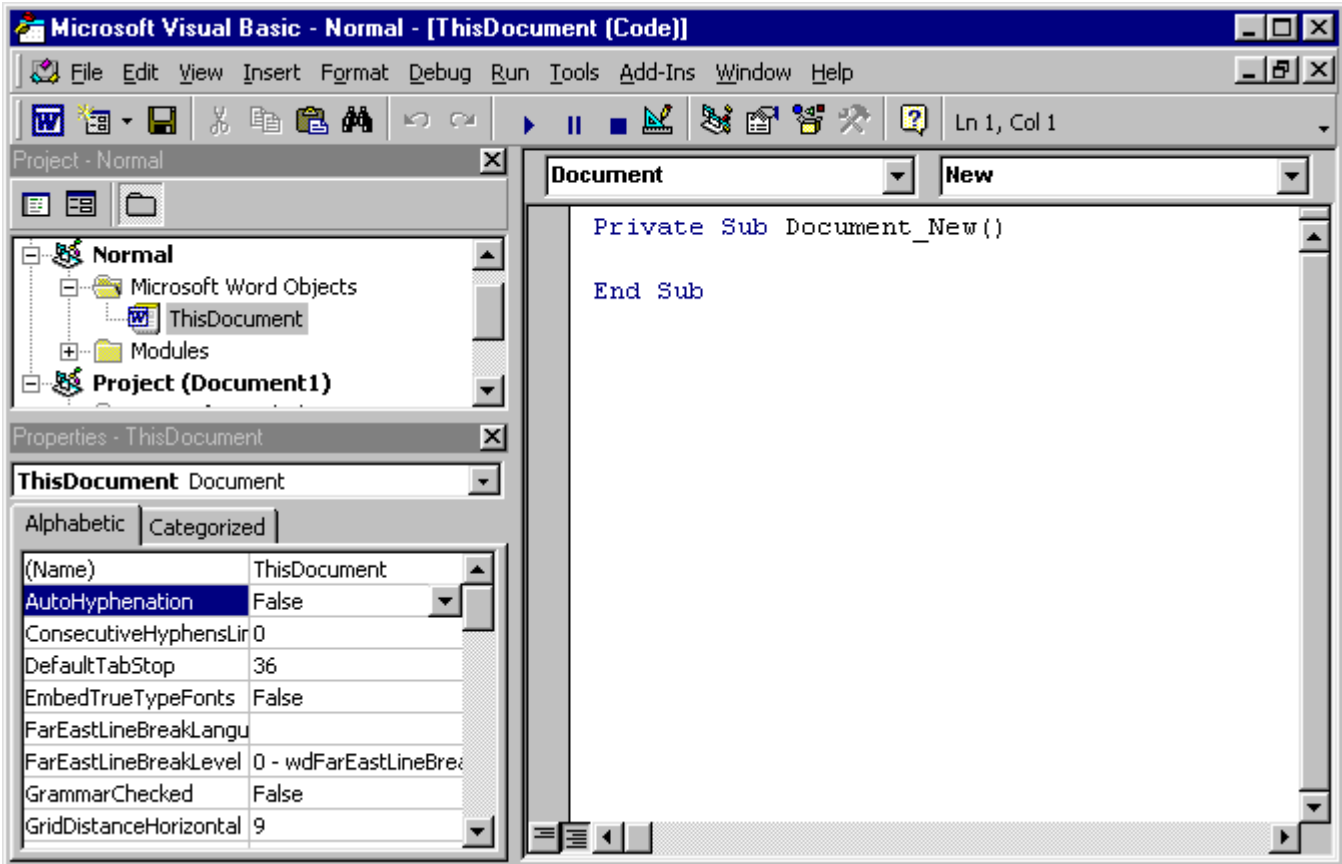 Microsoft Visual Basic - Normal - [ThisDocument (Code)]
File Edit View Insert Format Debug Run Tools Add-Ins Window Help
Ln 1, Col 1
Project - Normal
Normal
Microsoft Word Objects
ThisDocument
Modules
Project (Document1)
Properties - ThisDocument
ThisDocument Document
Alphabetic Categorized
(Name) ThisDocument
AutoHyphenation False
ConsecutiveHyphensLir 0
DefaultTabStop 36
EmbedTrueTypeFonts False
FarEastLineBreakLangu
FarEastLineBreakLevel 0 - wdFarEastLineBrea
GrammarChecked False
GridDistanceHorizontal 9
Document New
Private Sub Document_New()
End Sub